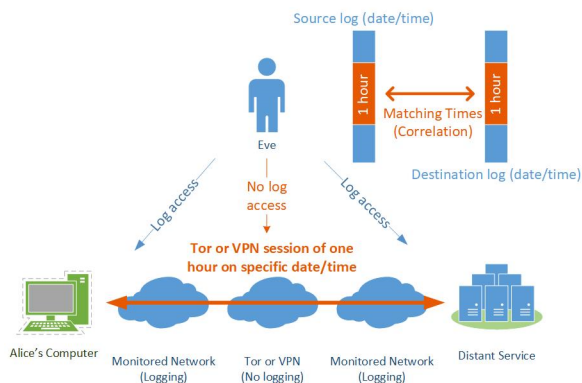 Source log (date/time)
1 hour
1 hour
Matching Times
(Correlation)
Destination log (date/time)
Eve
Log access
No log
access
Log access
Tor or VPN session of one
hour on specific date/time
Alice's Computer
Monitored Network
(Logging)
Tor or VPN
(No logging)
Monitored Network
(Logging)
Distant Service